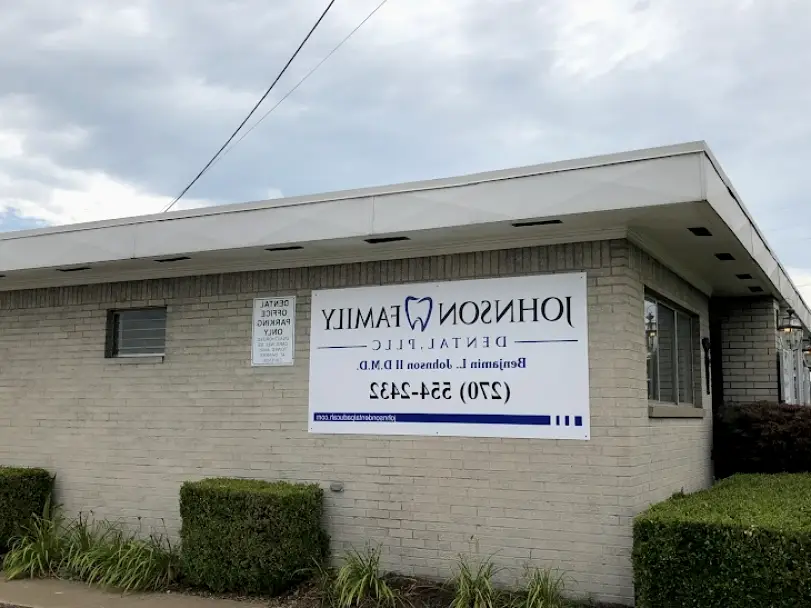 DENTAL
OFFICE
PARKING
ONLY
JOHNSON FAMILY
DENTAL, PLLC
Benjamin L. Johnson II D.M.D.
(270) 554-2432
johnsondentalpaducah.com